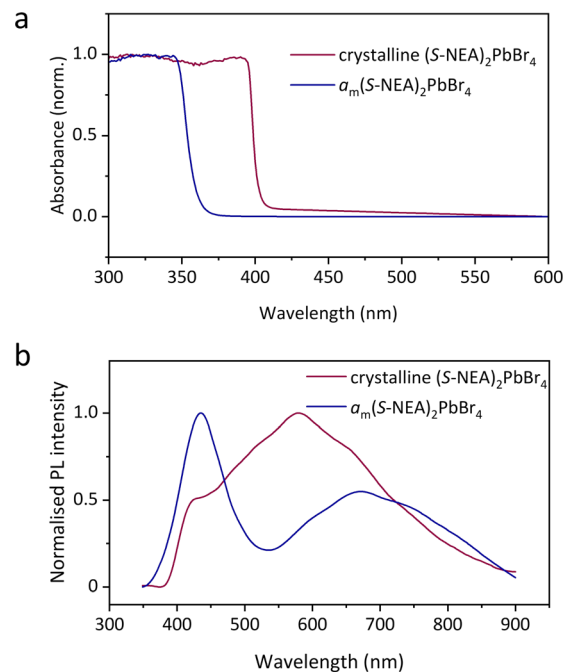 a
crystalline (S-NEA)₂PbBr₄
aₘ(S-NEA)₂PbBr₄
Absorbance (norm.)
1.0
0.5
0.0
300 350 400 450 500 550 600
Wavelength (nm)
b
crystalline (S-NEA)₂PbBr₄
aₘ(S-NEA)₂PbBr₄
Normalised PL intensity
1.0
0.5
0
400 500 600 700 800 900
Wavelength (nm)